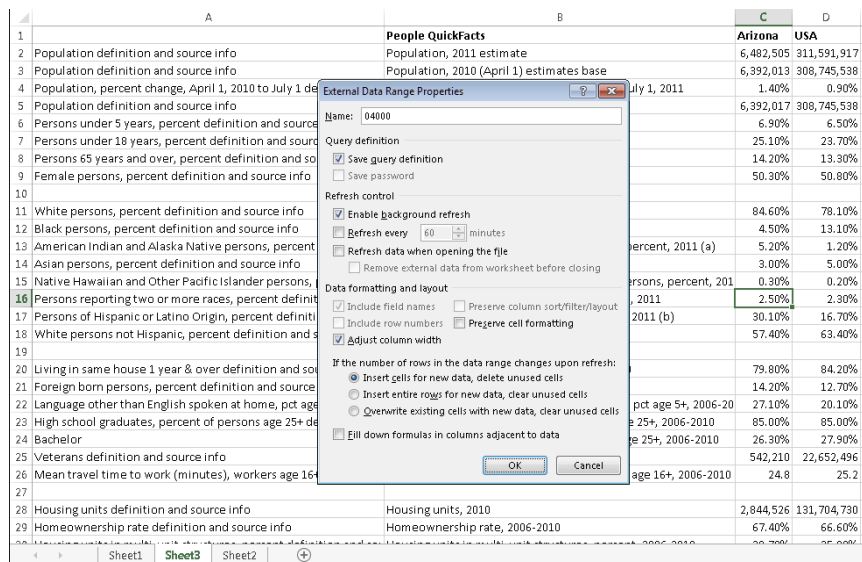 A B C D
1 People QuickFacts Arizona USA
2 Population definition and source info Population, 2011 estimate 6,482,505 311,591,917
3 Population definition and source info Population, 2010 (April 1) estimates base 6,392,013 308,745,538
4 Population, percent change, April 1, 2010 to July 1 de uly 1, 2011 1.40% 0.90%
5 Population definition and source info 6,392,017 308,745,538
6 Persons under 5 years, percent definition and source 6.90% 6.50%
7 Persons under 18 years, percent definition and sourc 25.10% 23.70%
8 Persons 65 years and over, percent definition and so 14.20% 13.30%
9 Female persons, percent definition and source info 50.30% 50.80%
10
11 White persons, percent definition and source info 84.60% 78.10%
12 Black persons, percent definition and source info 4.50% 13.10%
13 American Indian and Alaska Native persons, percent percent, 2011 (a) 5.20% 1.20%
14 Asian persons, percent definition and source info 3.00% 5.00%
15 Native Hawaiian and Other Pacific Islander persons, ersons, percent, 201 0.30% 0.20%
16 Persons reporting two or more races, percent definit , 2011 2.50% 2.30%
17 Persons of Hispanic or Latino Origin, percent definiti 2011 (b) 30.10% 16.70%
18 White persons not Hispanic, percent definition and s 57.40% 63.40%
19
20 Living in same house 1 year & over definition and sou 79.80% 84.20%
21 Foreign born persons, percent definition and source 14.20% 12.70%
22 Language other than English spoken at home, pct age pct age 5+, 2006-20 27.10% 20.10%
23 High school graduates, percent of persons age 25+ de e 25+, 2006-2010 85.00% 85.00%
24 Bachelor ge 25+, 2006-2010 26.30% 27.90%
25 Veterans definition and source info 542,210 22,652,496
26 Mean travel time to work (minutes), workers age 16+ age 16+, 2006-2010 24.8 25.2
27
28 Housing units definition and source info Housing units, 2010 2,844,526 131,704,730
29 Homeownership rate definition and source info Homeownership rate, 2006-2010 67.40% 66.60%
External Data Range Properties
Name: 04000
Query definition
Save query definition
Save password
Refresh control
Enable background refresh
Refresh every 60 minutes
Refresh data when opening the file
Remove external data from worksheet before closing
Data formatting and layout
Include field names Preserve column sort/filter/layout
Include row numbers Preserve cell formatting
Adjust column width
If the number of rows in the data range changes upon refresh:
Insert cells for new data, delete unused cells
Insert entire rows for new data, clear unused cells
Overwrite existing cells with new data, clear unused cells
Fill down formulas in columns adjacent to data
OK Cancel
Sheet1 Sheet3 Sheet2